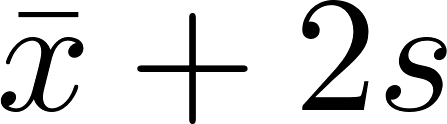 x̅ + 2s